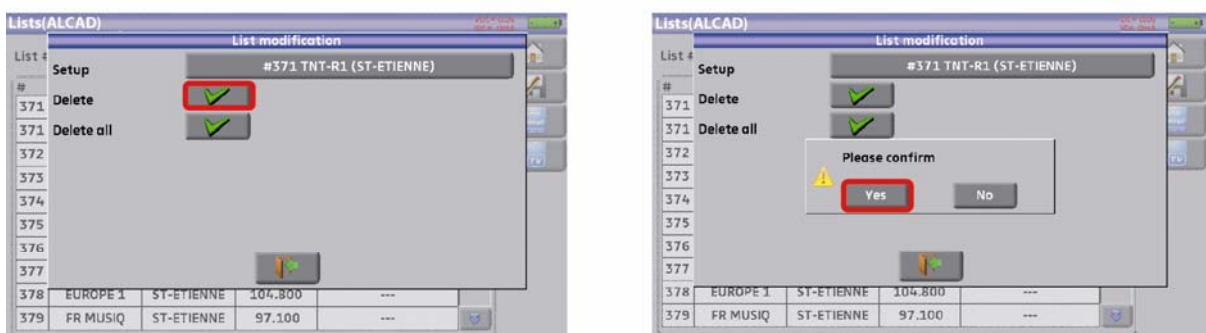 Lists(ALCAD)
List modification
List #
Setup
#371 TNT-R1 (ST-ETIENNE)
#
Delete
371
371
Delete all
372
373
374
375
376
377
378 EUROPE 1 ST-ETIENNE 104.800 ---
379 FR MUSIQ ST-ETIENNE 97.100 ---
Lists(ALCAD)
List modification
List #
Setup
#371 TNT-R1 (ST-ETIENNE)
#
Delete
371
371
Delete all
372
Please confirm
373
Yes No
374
375
376
377
378 EUROPE 1 ST-ETIENNE 104.800 ---
379 FR MUSIQ ST-ETIENNE 97.100 ---